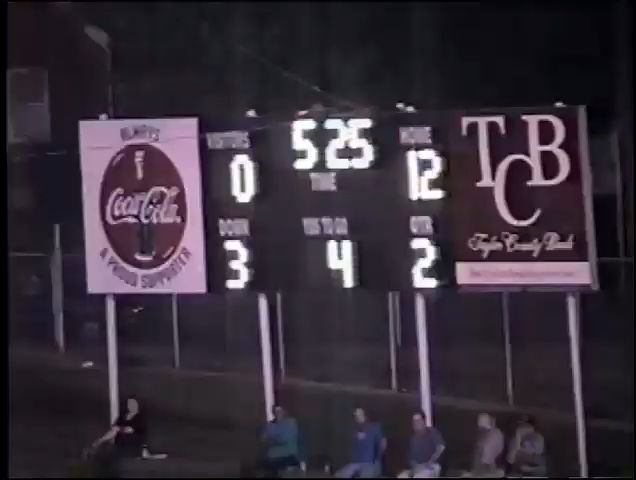 ALWAYS
Coca-Cola
A PROUD SUPPORTER
VISITORS
0
5 25
TIME
HOME
12
DOWN
3
YDS TO GO
4
QTR
2
TCB
Taylor County Bank